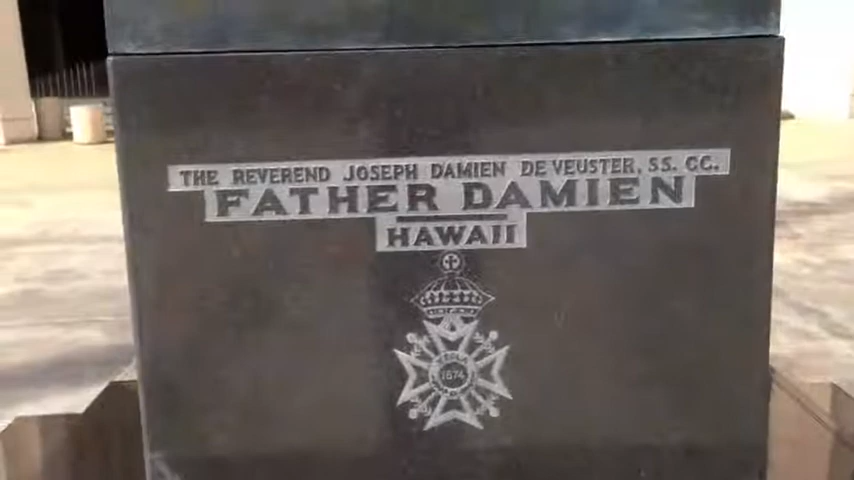 THE REVEREND JOSEPH DAMIEN DE VEUSTER, SS. CC.
FATHER DAMIEN
HAWAII
1874